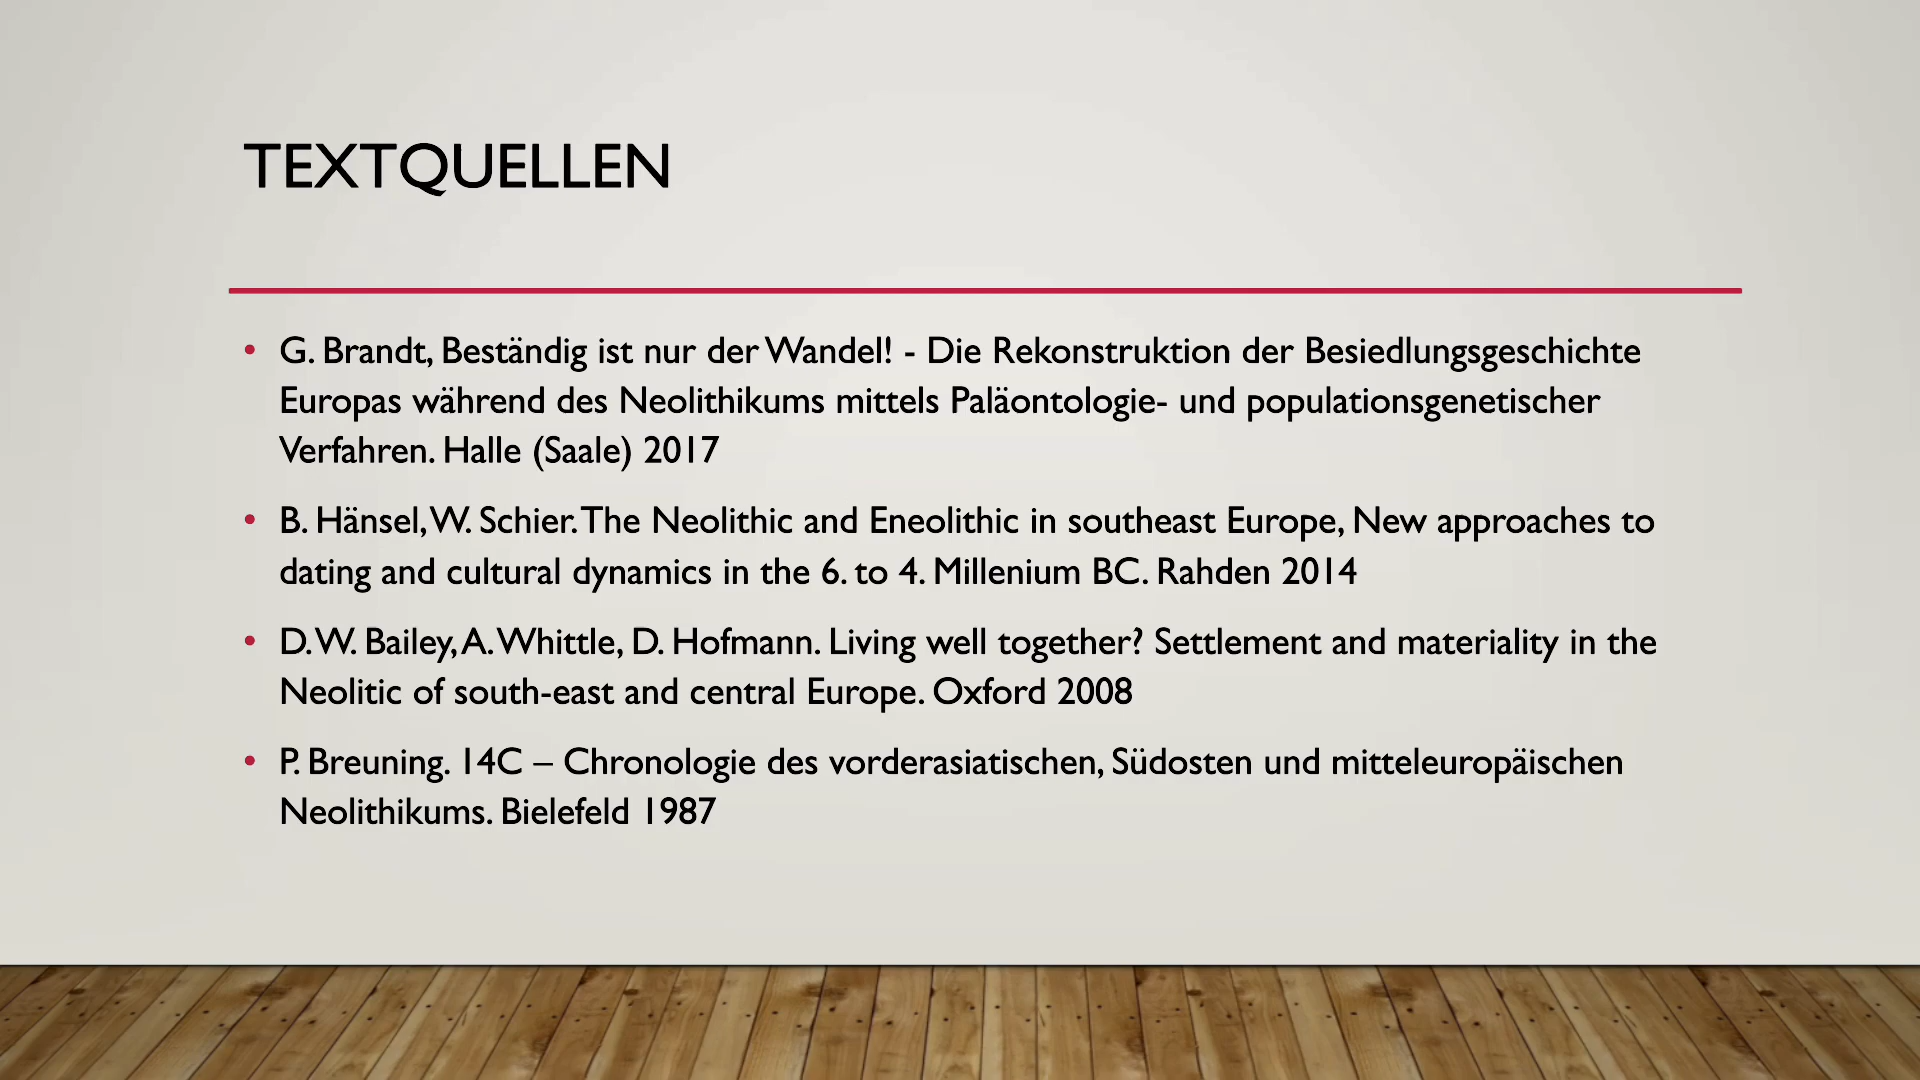 TEXTQUELLEN
• G. Brandt, Beständig ist nur der Wandel! - Die Rekonstruktion der Besiedlungsgeschichte
Europas während des Neolithikums mittels Paläontologie- und populationsgenetischer
Verfahren. Halle (Saale) 2017
• B. Hänsel, W. Schier. The Neolithic and Eneolithic in southeast Europe, New approaches to
dating and cultural dynamics in the 6. to 4. Millenium BC. Rahden 2014
• D. W. Bailey, A. Whittle, D. Hofmann. Living well together? Settlement and materiality in the
Neolitic of south-east and central Europe. Oxford 2008
• P. Breuning. 14C – Chronologie des vorderasiatischen, Südosten und mitteleuropäischen
Neolithikums. Bielefeld 1987